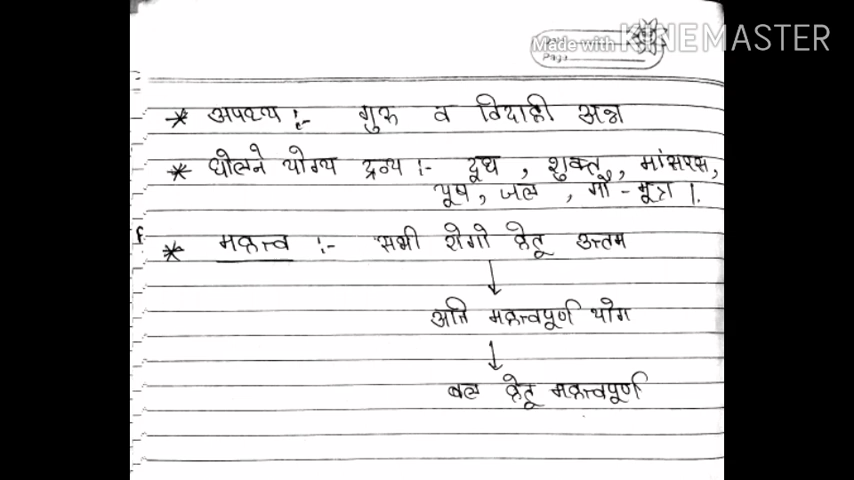 Page
Made with KINEMASTER
* अपथ्य :- गुरु व विदाही अन्न
* घोलने योग्य द्रव्य :- दूध , शुक्त , मांसरस,
यूष , जल , गौ - मूत्र ।.
* महत्त्व :- सभी रोगो हेतू उत्तम
↓
अति महत्त्वपूर्ण योग
↓
बल हेतू महत्त्वपूर्ण